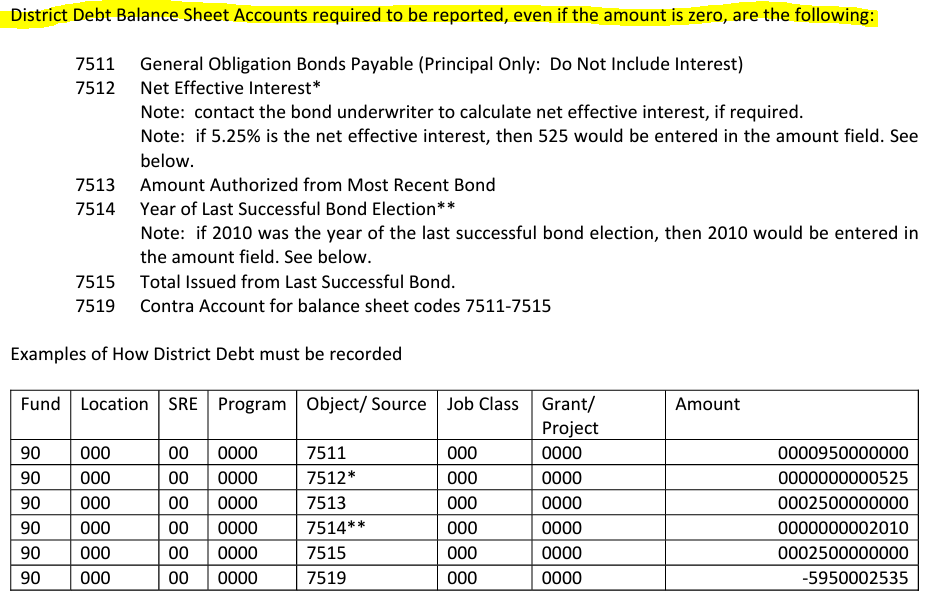 District Debt Balance Sheet Accounts required to be reported, even if the amount is zero, are the following:
7511 General Obligation Bonds Payable (Principal Only: Do Not Include Interest)
7512 Net Effective Interest*
Note: contact the bond underwriter to calculate net effective interest, if required.
Note: if 5.25% is the net effective interest, then 525 would be entered in the amount field. See
below.
7513 Amount Authorized from Most Recent Bond
7514 Year of Last Successful Bond Election**
Note: if 2010 was the year of the last successful bond election, then 2010 would be entered in
the amount field. See below.
7515 Total Issued from Last Successful Bond.
7519 Contra Account for balance sheet codes 7511-7515
Examples of How District Debt must be recorded
Fund Location SRE Program Object/ Source Job Class Grant/ Amount
Project
90 000 00 0000 7511 000 0000 0000950000000
90 000 00 0000 7512* 000 0000 0000000000525
90 000 00 0000 7513 000 0000 0002500000000
90 000 00 0000 7514** 000 0000 0000000002010
90 000 00 0000 7515 000 0000 0002500000000
90 000 00 0000 7519 000 0000 -5950002535